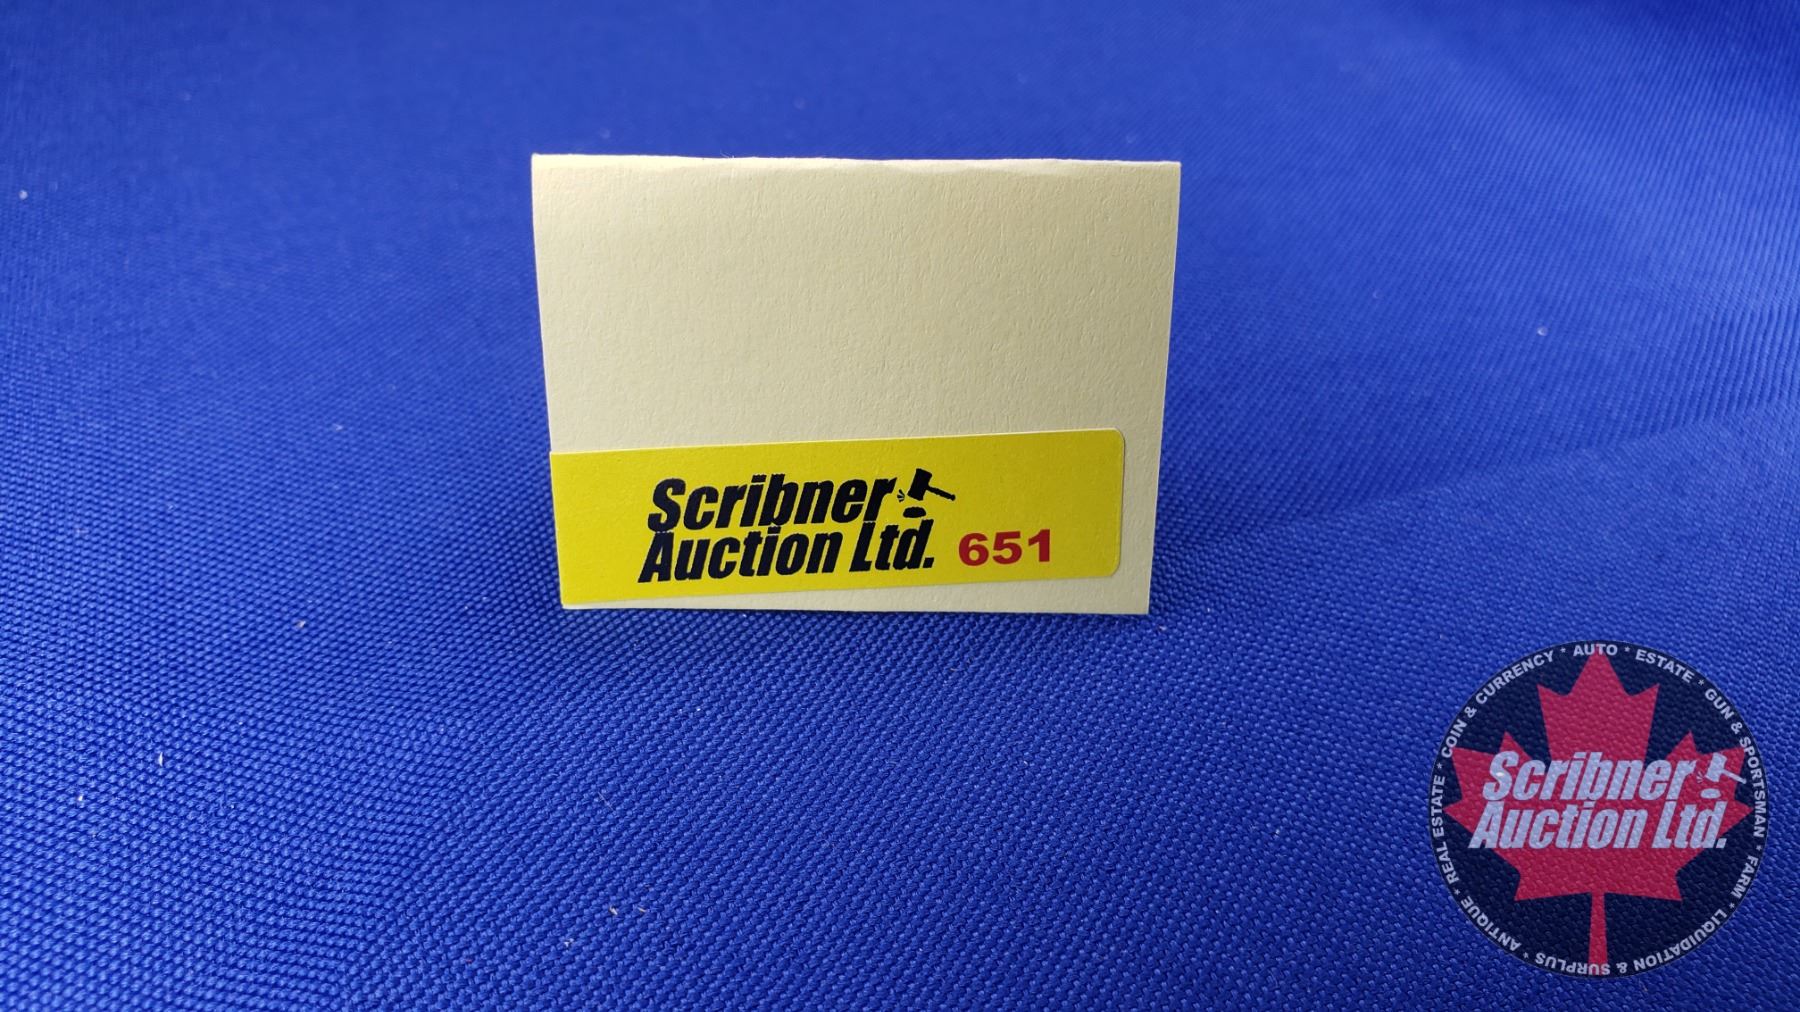 Scribner
Auction Ltd. 651
REAL ESTATE * COIN & CURRENCY * AUTO * ESTATE * GUN & SPORTSMAN * FARM * LIQUIDATION & SURPLUS * ANTIQUE *
Scribner
Auction Ltd.